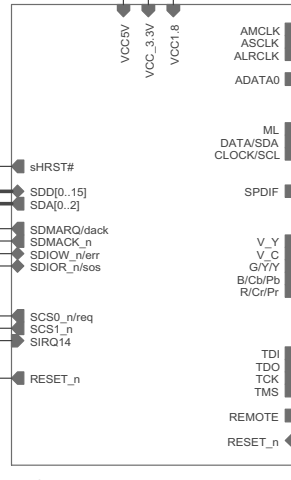 VCC5V
VCC_3.3V
VCC1.8
AMCLK
ASCLK
ALRCLK
ADATA0
ML
DATA/SDA
CLOCK/SCL
sHRST#
SDD[0..15]
SDA[0..2]
SPDIF
SDMARQ/dack
SDMACK_n
SDIOW_n/err
SDIOR_n/sos
V_Y
V_C
G/Y/Y
B/Cb/Pb
R/Cr/Pr
SCS0_n/req
SCS1_n
SIRQ14
TDI
TDO
TCK
TMS
RESET_n
REMOTE
RESET_n